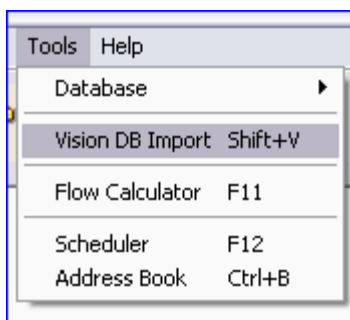 Tools Help
Database
Vision DB Import Shift+V
Flow Calculator F11
Scheduler F12
Address Book Ctrl+B